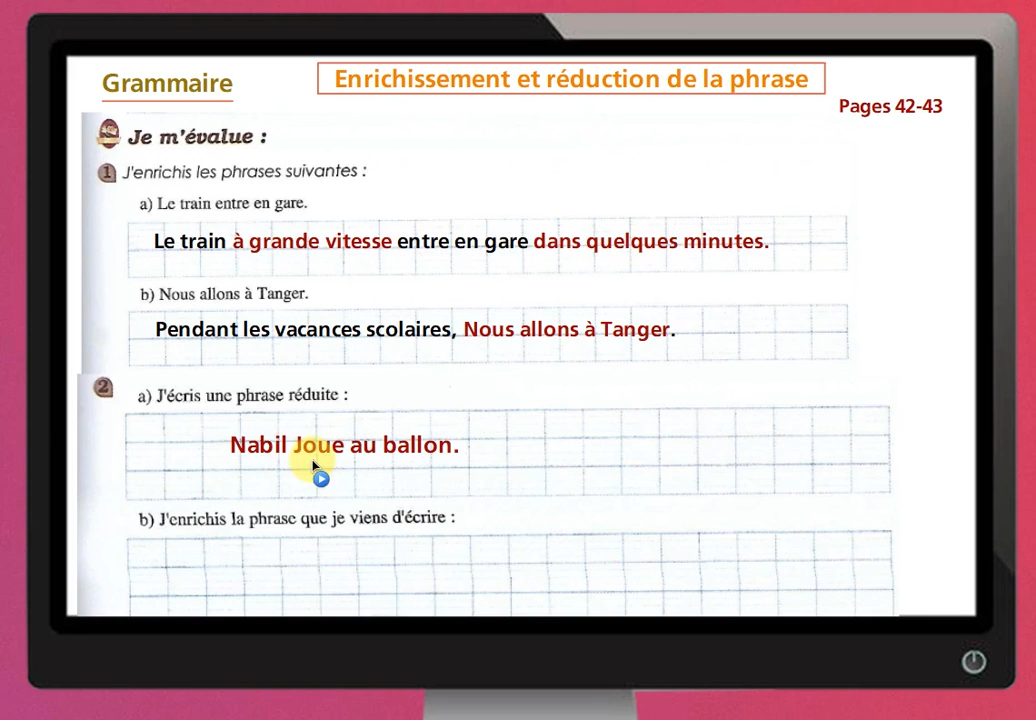 Grammaire
Enrichissement et réduction de la phrase
Pages 42-43
Je m'évalue :
1 J'enrichis les phrases suivantes :
a) Le train entre en gare.
Le train à grande vitesse entre en gare dans quelques minutes.
b) Nous allons à Tanger.
Pendant les vacances scolaires, Nous allons à Tanger.
2
a) J'écris une phrase réduite :
Nabil Joue au ballon.
b) J'enrichis la phrase que je viens d'écrire :